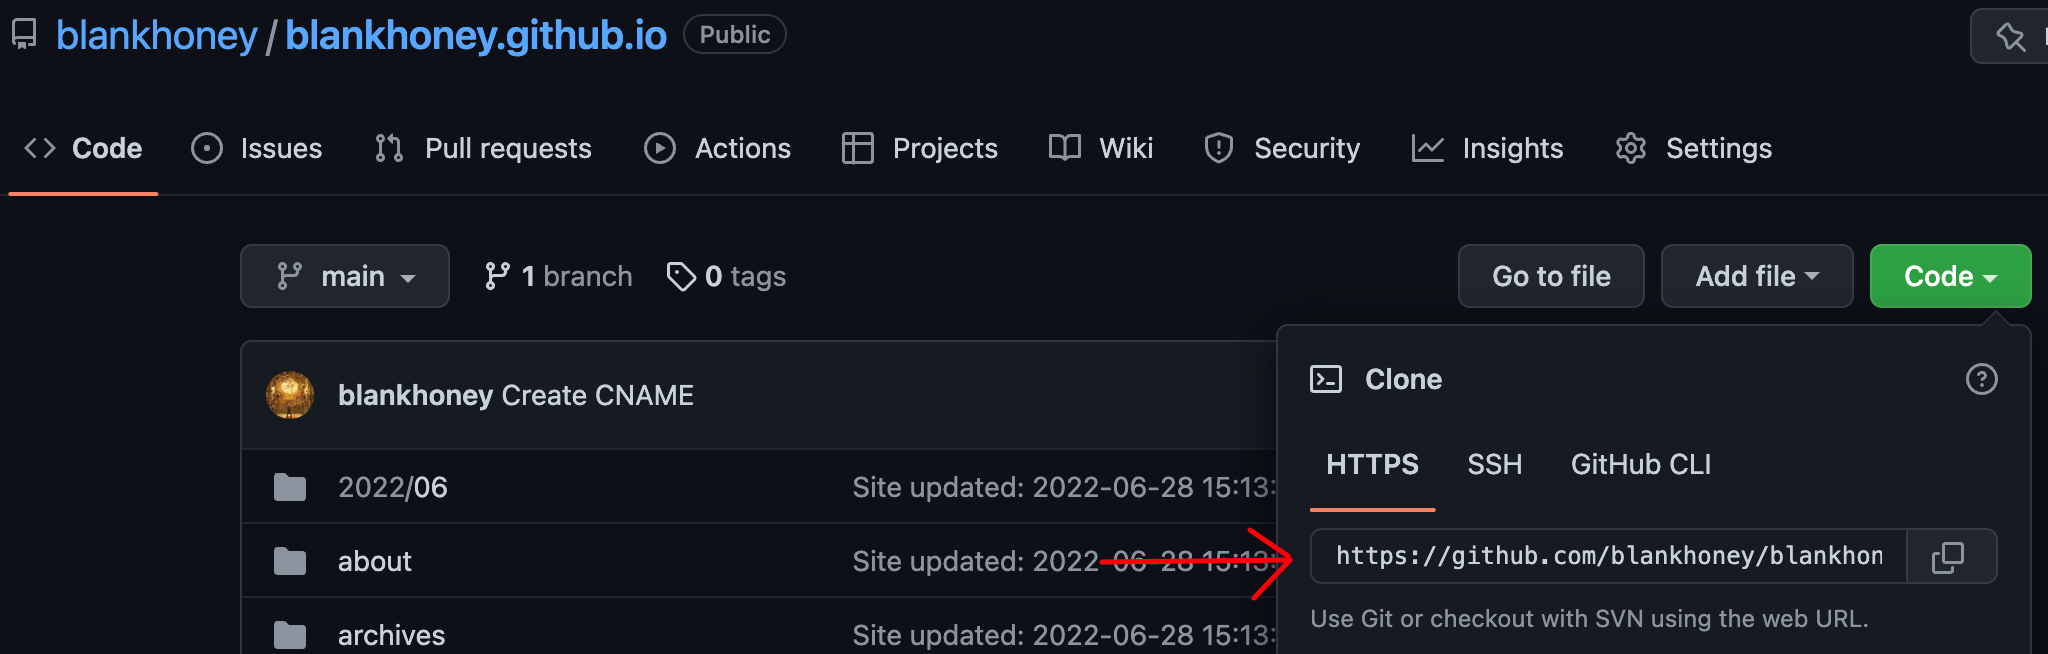 blankhoney / blankhoney.github.io Public
Code Issues Pull requests Actions Projects Wiki Security Insights Settings
main 1 branch 0 tags Go to file Add file Code
blankhoney Create CNAME
Clone
HTTPS SSH GitHub CLI
2022/06 Site updated: 2022-06-28 15:13:
https://github.com/blankhoney/blankhon
about Site updated: 2022-06-28 15:13:
Use Git or checkout with SVN using the web URL.
archives Site updated: 2022-06-28 15:13: